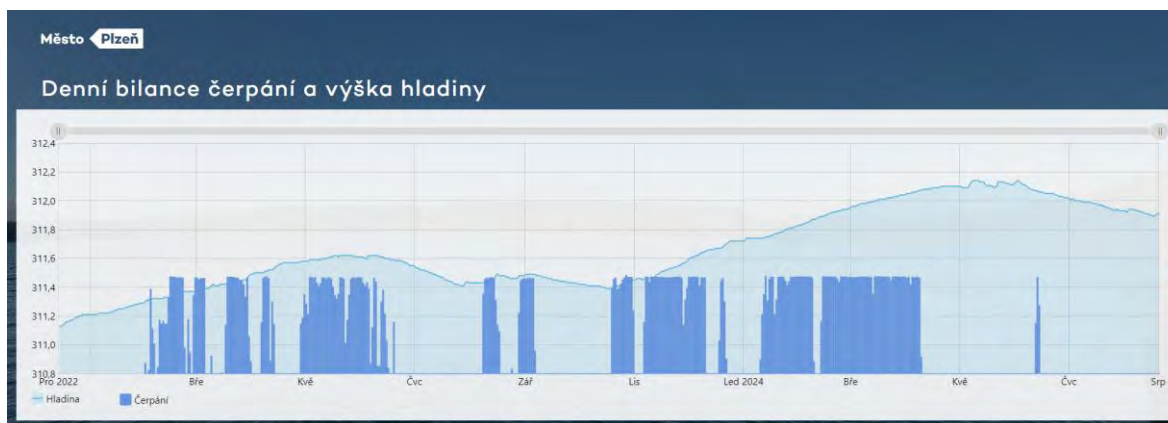 Město Plzeň
Denní bilance čerpání a výška hladiny
312,4
312,2
312,0
311,8
311,6
311,4
311,2
311,0
310,8
Pro 2022 Bře Kvě Čvc Zář Lis Led 2024 Bře Kvě Čvc Srp
Hladina Čerpání